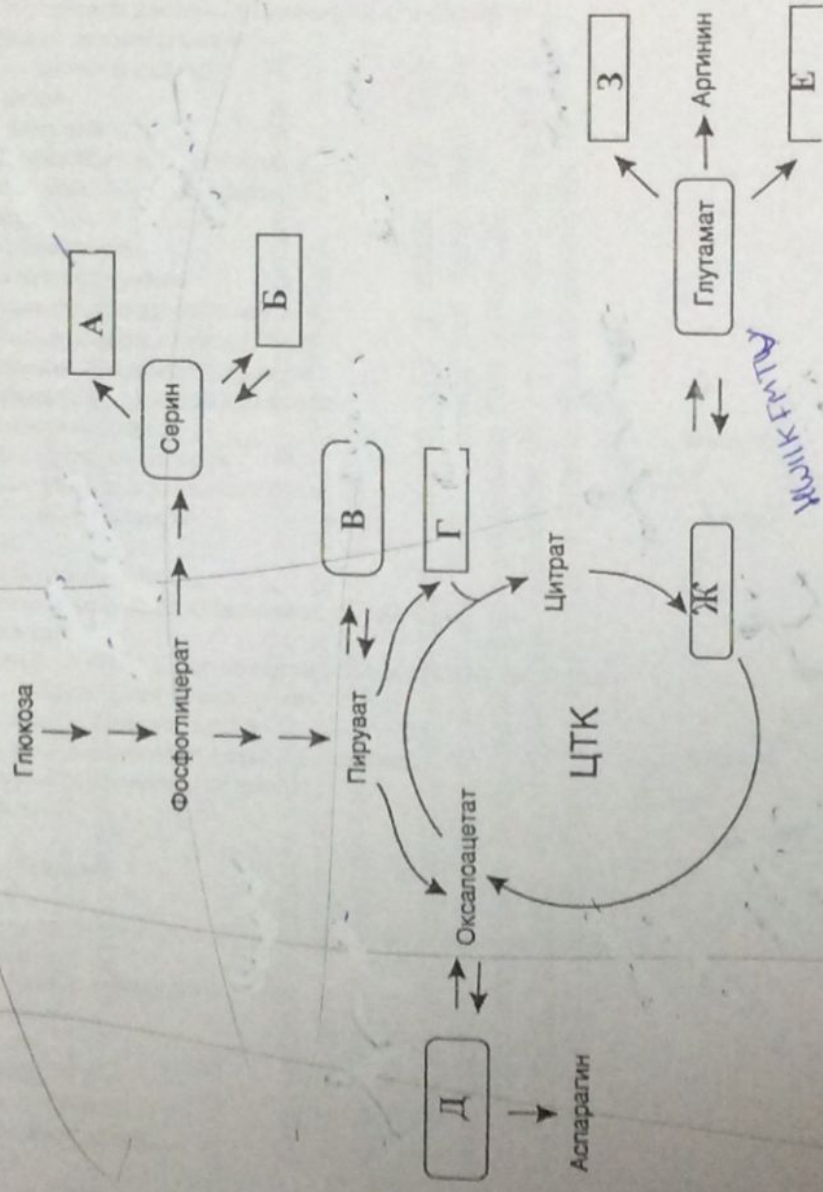 Глюкоза
Фосфоглицерат
Серин
А
Б
Пируват
В
Г
Оксалоацетат
Цитрат
ЦТК
Д
Аспарагин
Ж
Глутамат
З
Аргинин
Е